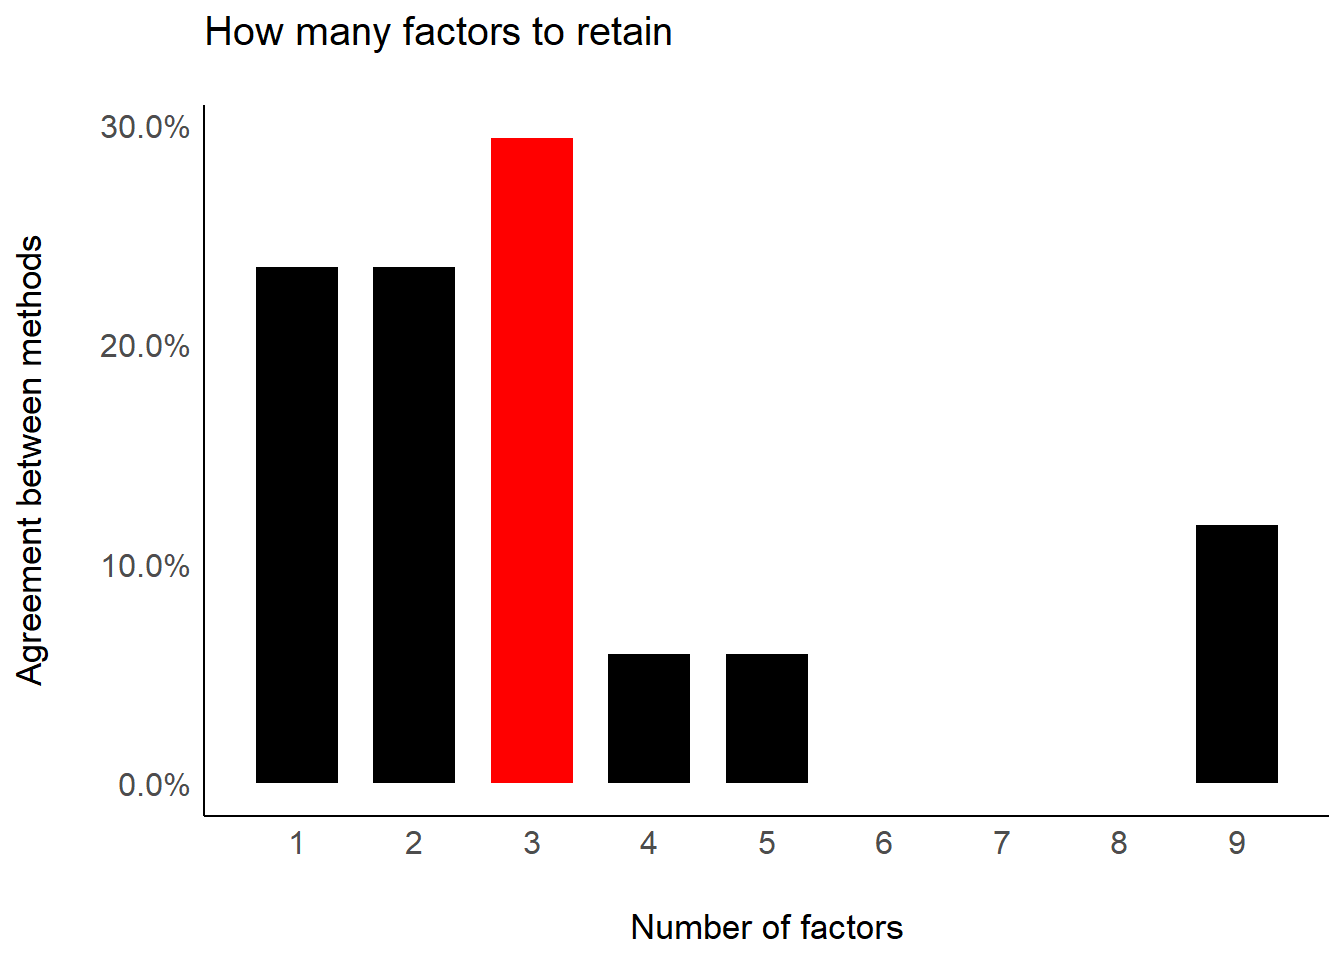 How many factors to retain
Agreement between methods
30.0%
20.0%
10.0%
0.0%
1 2 3 4 5 6 7 8 9
Number of factors